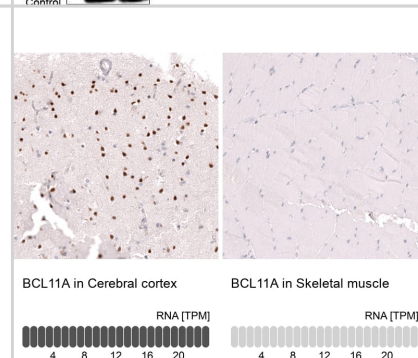 Control
BCL11A in Cerebral cortex
BCL11A in Skeletal muscle
RNA [TPM]
RNA [TPM]
4 8 12 16 20
4 8 12 16 20